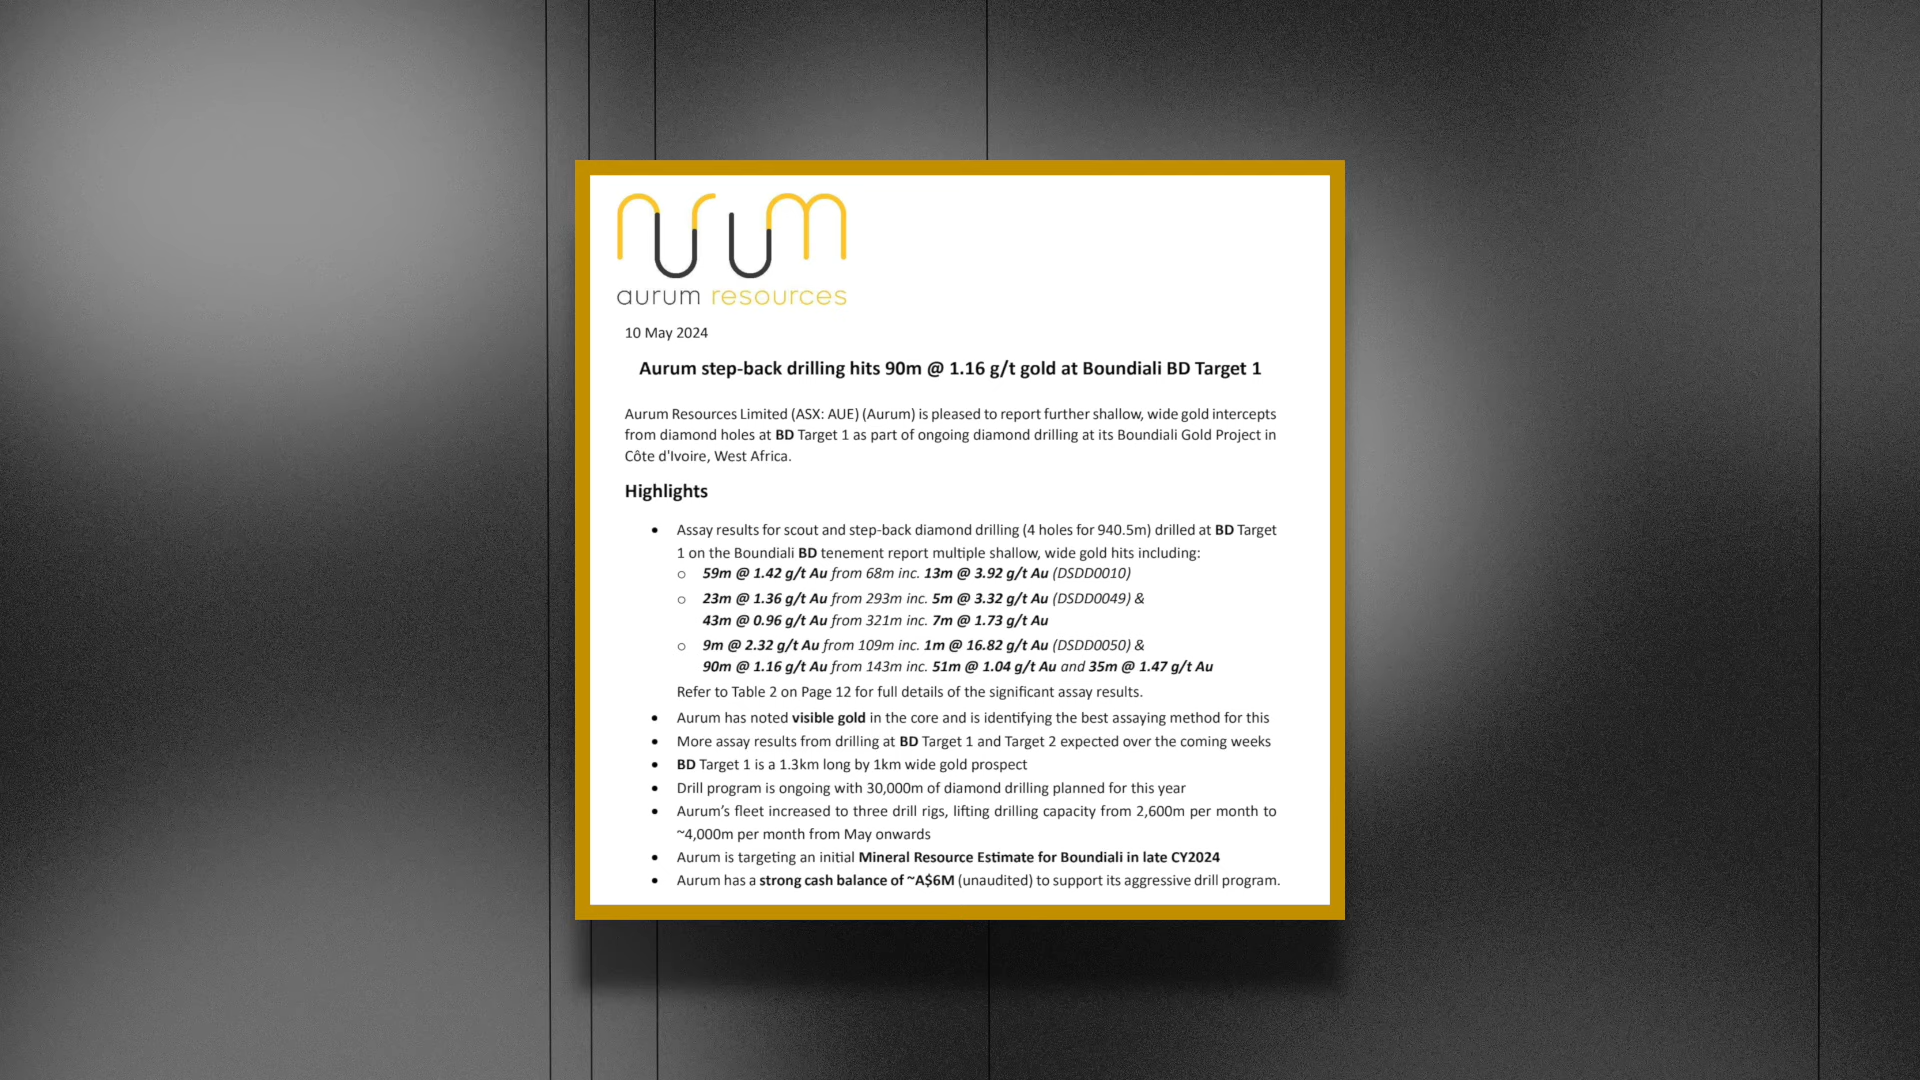 aurum
aurum resources
10 May 2024
Aurum step-back drilling hits 90m @ 1.16 g/t gold at Boundiali BD Target 1
Aurum Resources Limited (ASX: AUE) (Aurum) is pleased to report further shallow, wide gold intercepts
from diamond holes at BD Target 1 as part of ongoing diamond drilling at its Boundiali Gold Project in
Côte d'Ivoire, West Africa.
Highlights
• Assay results for scout and step-back diamond drilling (4 holes for 940.5m) drilled at BD Target
1 on the Boundiali BD tenement report multiple shallow, wide gold hits including:
○ 59m @ 1.42 g/t Au from 68m inc. 13m @ 3.92 g/t Au (DSDD0010)
○ 23m @ 1.36 g/t Au from 293m inc. 5m @ 3.32 g/t Au (DSDD0049) &
43m @ 0.96 g/t Au from 321m inc. 7m @ 1.73 g/t Au
○ 9m @ 2.32 g/t Au from 109m inc. 1m @ 16.82 g/t Au (DSDD0050) &
90m @ 1.16 g/t Au from 143m inc. 51m @ 1.04 g/t Au and 35m @ 1.47 g/t Au
Refer to Table 2 on Page 12 for full details of the significant assay results.
• Aurum has noted visible gold in the core and is identifying the best assaying method for this
• More assay results from drilling at BD Target 1 and Target 2 expected over the coming weeks
• BD Target 1 is a 1.3km long by 1km wide gold prospect
• Drill program is ongoing with 30,000m of diamond drilling planned for this year
• Aurum’s fleet increased to three drill rigs, lifting drilling capacity from 2,600m per month to
~4,000m per month from May onwards
• Aurum is targeting an initial Mineral Resource Estimate for Boundiali in late CY2024
• Aurum has a strong cash balance of ~A$6M (unaudited) to support its aggressive drill program.